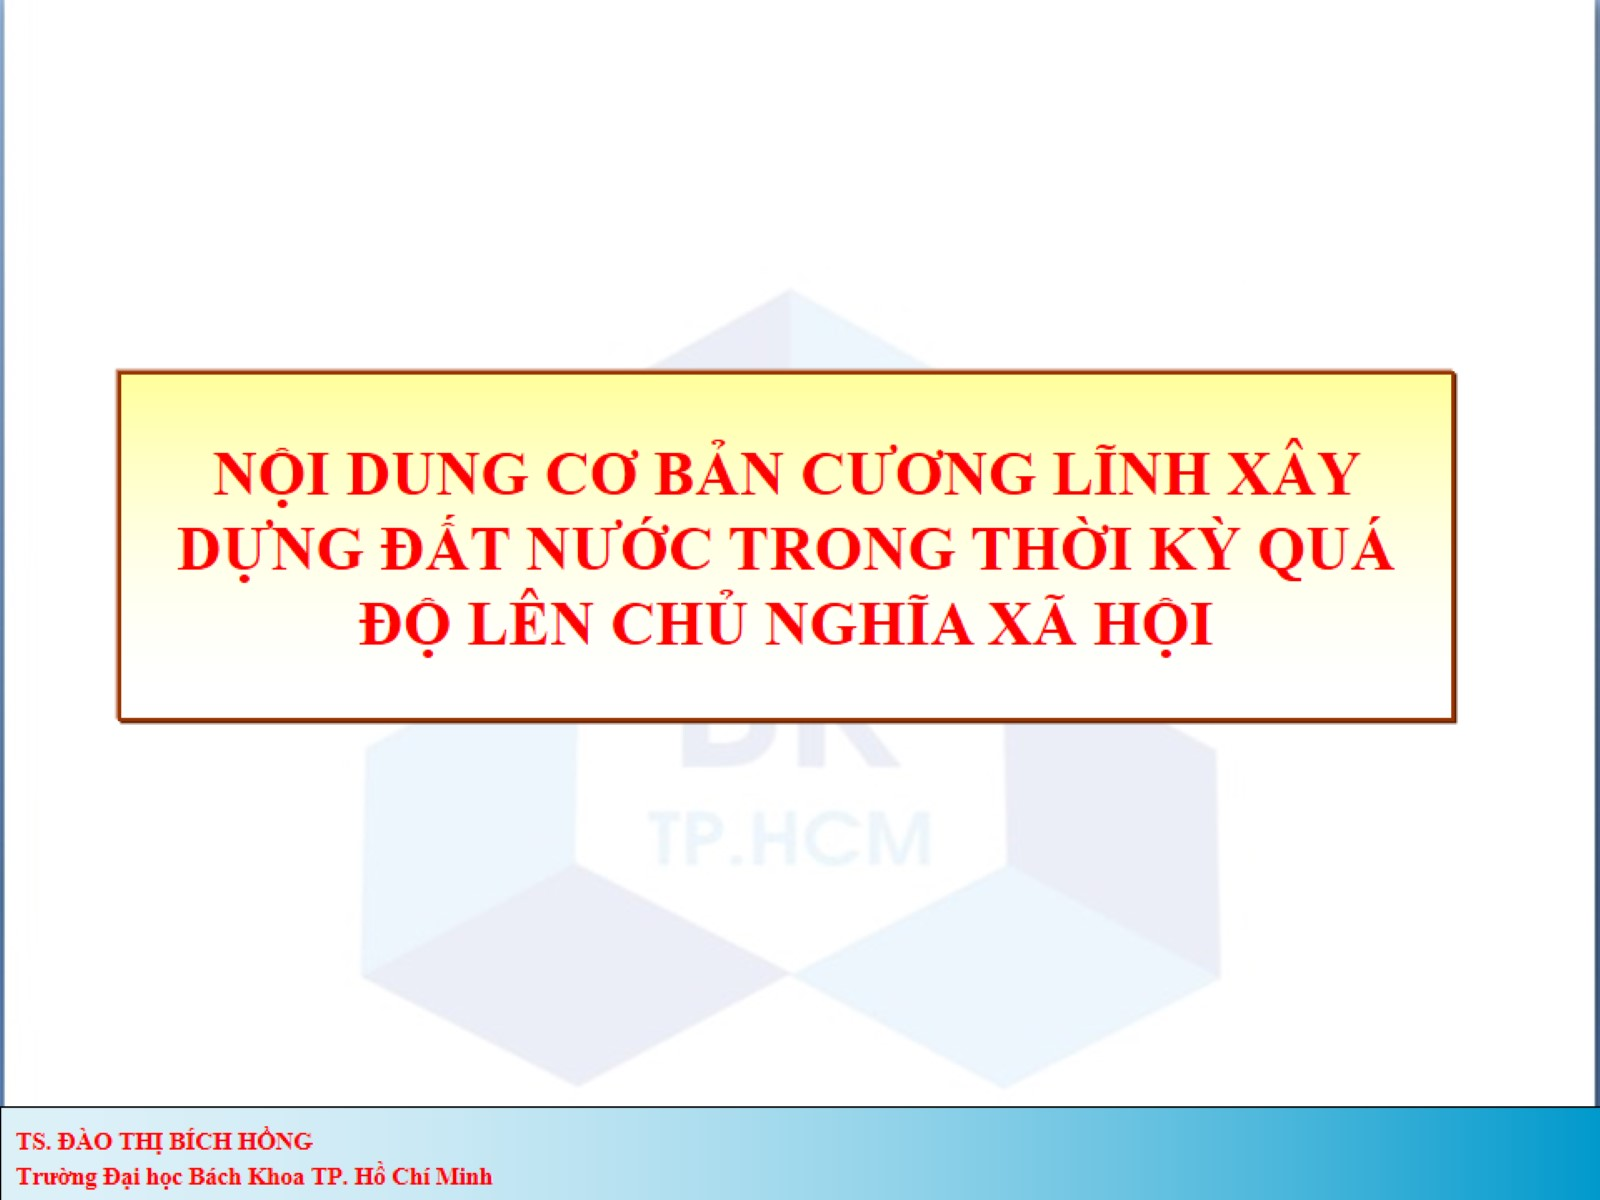 NỘI DUNG CƠ BẢN CƯƠNG LĨNH XÂY
DỰNG ĐẤT NƯỚC TRONG THỜI KỲ QUÁ
ĐỘ LÊN CHỦ NGHĨA XÃ HỘI
BK
TP.HCM
TS. ĐÀO THỊ BÍCH HỒNG
Trường Đại học Bách Khoa TP. Hồ Chí Minh